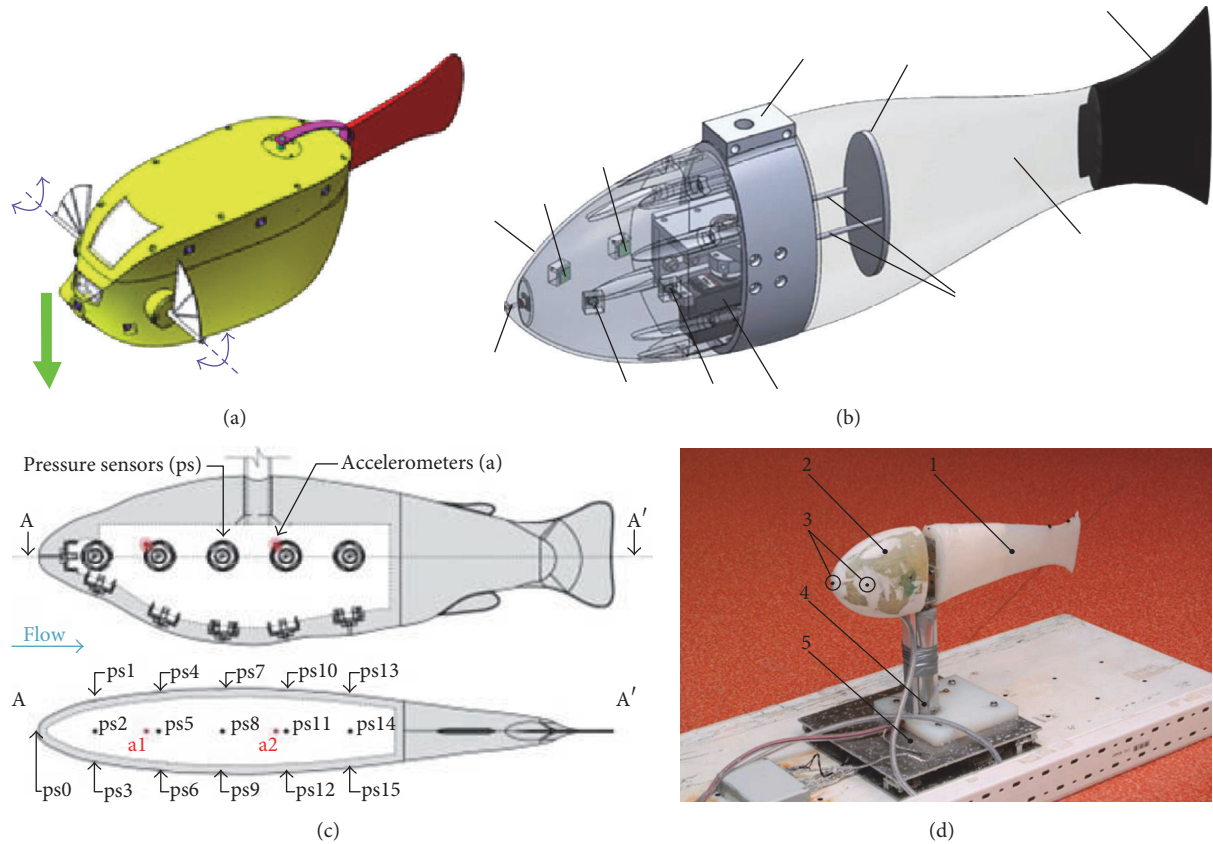 (a)
(b)
Pressure sensors (ps)
Accelerometers (a)
A
A′
Flow
ps1
ps4
ps7
ps10
ps13
A
A′
ps2
ps5
ps8
ps11
ps14
a1
a2
ps0
ps3
ps6
ps9
ps12
ps15
(c)
2
1
3
4
5
(d)